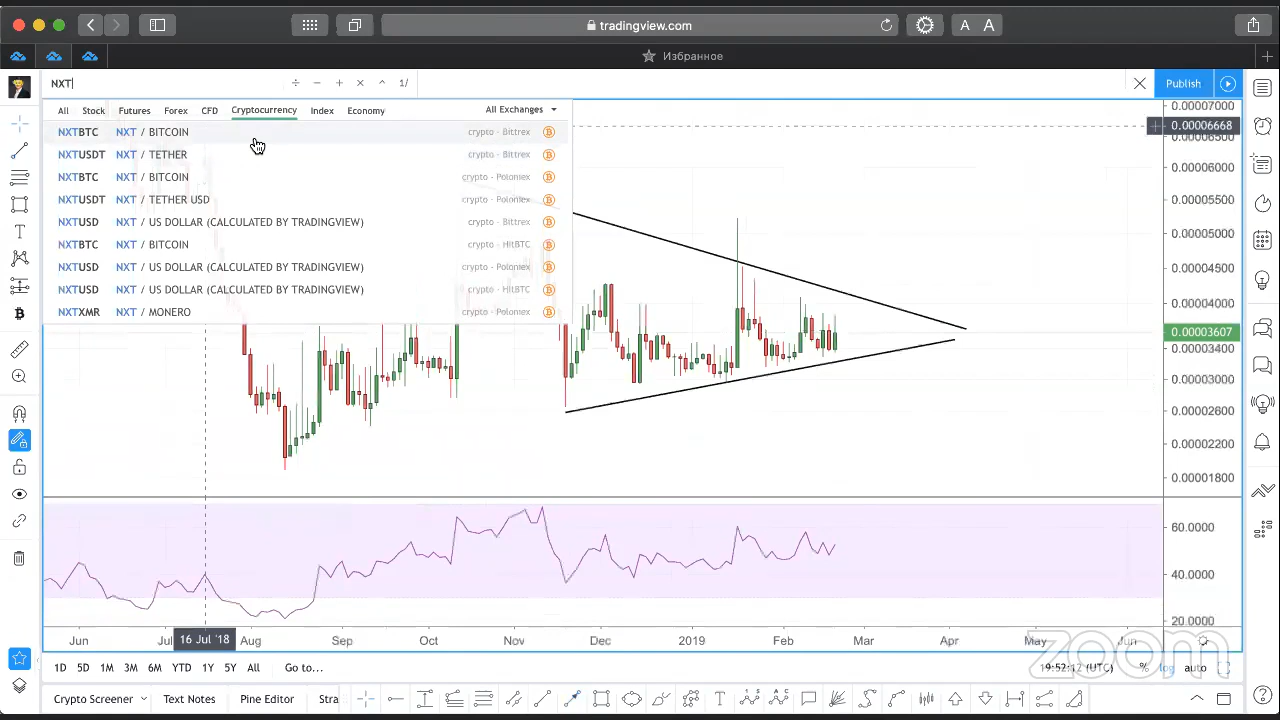 tradingview.com
A A
Избранное
NXT
÷ − + × ^ 1/
Publish
All Stock Futures Forex CFD Cryptocurrency Index Economy All Exchanges
NXTBTC NXT / BITCOIN crypto - Bittrex
NXTUSDT NXT / TETHER crypto - Bittrex
NXTBTC NXT / BITCOIN crypto - Poloniex
NXTUSDT NXT / TETHER USD crypto - Poloniex
NXTUSD NXT / US DOLLAR (CALCULATED BY TRADINGVIEW) crypto - Bittrex
NXTBTC NXT / BITCOIN crypto - HitBTC
NXTUSD NXT / US DOLLAR (CALCULATED BY TRADINGVIEW) crypto - Poloniex
NXTUSD NXT / US DOLLAR (CALCULATED BY TRADINGVIEW) crypto - HitBTC
NXTXMR NXT / MONERO crypto - Poloniex
0.00007000
0.00006668
0.00006000
0.00005500
0.00005000
0.00004500
0.00004000
0.00003607
0.00003400
0.00003000
0.00002600
0.00002200
0.00001800
60.0000
40.0000
20.0000
Jun Jul 16 Jul '18 Aug Sep Oct Nov Dec 2019 Feb Mar Apr May Jun
zoom
1D 5D 1M 3M 6M YTD 1Y 5Y All Go to... 19:52:12 (UTC) % log auto
Crypto Screener Text Notes Pine Editor Stra